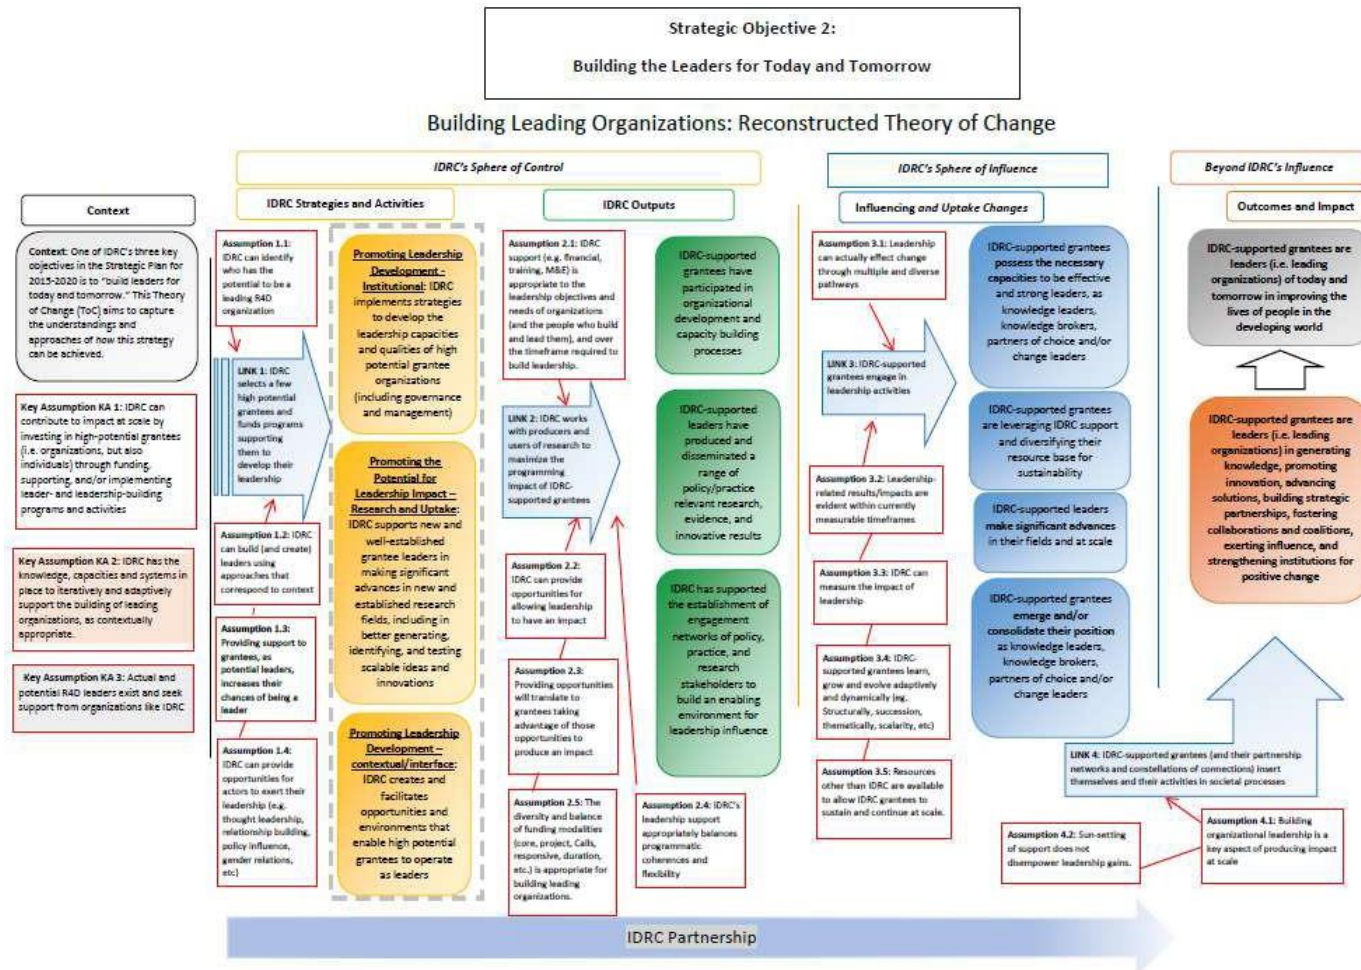 Strategic Objective 2:
Building the Leaders for Today and Tomorrow
Building Leading Organizations: Reconstructed Theory of Change
IDRC's Sphere of Control
IDRC's Sphere of Influence
Beyond IDRC's Influence
Context
IDRC Strategies and Activities
IDRC Outputs
Influencing and Uptake Changes
Outcomes and Impact
Context: One of IDRC's three key
objectives in the Strategic Plan for
2015-2020 is to "build leaders for
today and tomorrow." This Theory
of Change (ToC) aims to capture
the understandings and
approaches of how this strategy
can be achieved.
Key Assumption KA 1: IDRC can
contribute to impact at scale by
investing in high-potential grantees
(i.e. organizations, but also
individuals) through funding,
supporting, and/or implementing
leader- and leadership-building
programs and activities
Key Assumption KA 2: IDRC has the
knowledge, capacities and systems in
place to iteratively and adaptively
support the building of leading
organizations, as contextually
appropriate.
Key Assumption KA 3: Actual and
potential R4D leaders exist and seek
support from organizations like IDRC
Assumption 1.1:
IDRC can identify
who has the
potential to be a
leading R4D
organization
LINK 1: IDRC
selects a few
high potential
grantees and
funds programs
supporting
them to
develop their
leadership
Assumption 1.2: IDRC
can build (and create)
leaders using
approaches that
correspond to context
Assumption 1.3:
Providing support to
grantees, as
potential leaders,
increases their
chances of being a
leader
Assumption 1.4:
IDRC can provide
opportunities for
actors to exert their
leadership (e.g.
thought leadership,
relationship building,
policy influence,
gender relations,
etc)
Promoting Leadership
Development -
Institutional: IDRC
implements strategies
to develop the
leadership capacities
and qualities of high
potential grantee
organizations
(including governance
and management)
Promoting the
Potential for
Leadership Impact –
Research and Uptake:
IDRC supports new and
well-established
grantee leaders in
making significant
advances in new and
established research
fields, including in
better generating,
identifying, and testing
scalable ideas and
innovations
Promoting Leadership
Development –
contextual/interface:
IDRC creates and
facilitates
opportunities and
environments that
enable high potential
grantees to operate
as leaders
Assumption 2.1: IDRC
support (e.g. financial,
training, M&E) is
appropriate to the
leadership objectives and
needs of organizations
(and the people who build
and lead them), and over
the timeframe required to
build leadership.
LINK 2: IDRC works
with producers and
users of research to
maximize the
programming
impact of IDRC-
supported grantees
Assumption 2.2:
IDRC can provide
opportunities for
allowing leadership
to have an impact
Assumption 2.3:
Providing opportunities
will translate to
grantees taking
advantage of those
opportunities to
produce an impact
Assumption 2.5: The
diversity and balance
of funding modalities
(core, project, Calls,
responsive, duration,
etc.) is appropriate for
building leading
organizations.
IDRC-supported
grantees have
participated in
organizational
development and
capacity building
processes
IDRC-supported
leaders have
produced and
disseminated a
range of
policy/practice
relevant research,
evidence, and
innovative results
IDRC has supported
the establishment of
engagement
networks of policy,
practice, and
research
stakeholders to
build an enabling
environment for
leadership influence
Assumption 2.4: IDRC's
leadership support
appropriately balances
programmatic
coherences and
flexibility
Assumption 3.1: Leadership
can actually effect change
through multiple and diverse
pathways
LINK 3: IDRC-supported
grantees engage in
leadership activities
Assumption 3.2: Leadership-
related results/impacts are
evident within currently
measurable timeframes
Assumption 3.3: IDRC can
measure the impact of
leadership
Assumption 3.4: IDRC-
supported grantees learn,
grow and evolve adaptively
and dynamically (eg.
Structurally, succession,
thematically, scalarity, etc)
Assumption 3.5: Resources
other than IDRC are available
to allow IDRC grantees to
sustain and continue at scale.
IDRC-supported grantees
possess the necessary
capacities to be effective
and strong leaders, as
knowledge leaders,
knowledge brokers,
partners of choice and/or
change leaders
IDRC-supported grantees
are leveraging IDRC support
and diversifying their
resource base for
sustainability
IDRC-supported leaders
make significant advances
in their fields and at scale
IDRC-supported grantees
emerge and/or
consolidate their position
as knowledge leaders,
knowledge brokers,
partners of choice and/or
change leaders
IDRC-supported grantees are
leaders (i.e. leading
organizations) of today and
tomorrow in improving the
lives of people in the
developing world
IDRC-supported grantees are
leaders (i.e. leading
organizations) in generating
knowledge, promoting
innovation, advancing
solutions, building strategic
partnerships, fostering
collaborations and coalitions,
exerting influence, and
strengthening institutions for
positive change
LINK 4: IDRC-supported grantees (and their partnership
networks and constellations of connections) insert
themselves and their activities in societal processes
Assumption 4.2: Sun-setting
of support does not
disempower leadership gains.
Assumption 4.1: Building
organizational leadership is a
key aspect of producing impact
at scale
IDRC Partnership